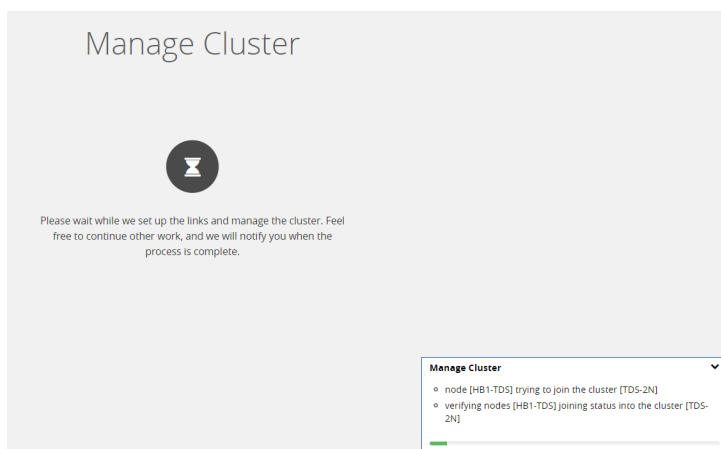 Manage Cluster
Please wait while we set up the links and manage the cluster. Feel
free to continue other work, and we will notify you when the
process is complete.
Manage Cluster
node [HB1-TDS] trying to join the cluster [TDS-2N]
verifying nodes [HB1-TDS] joining status into the cluster [TDS-
2N]